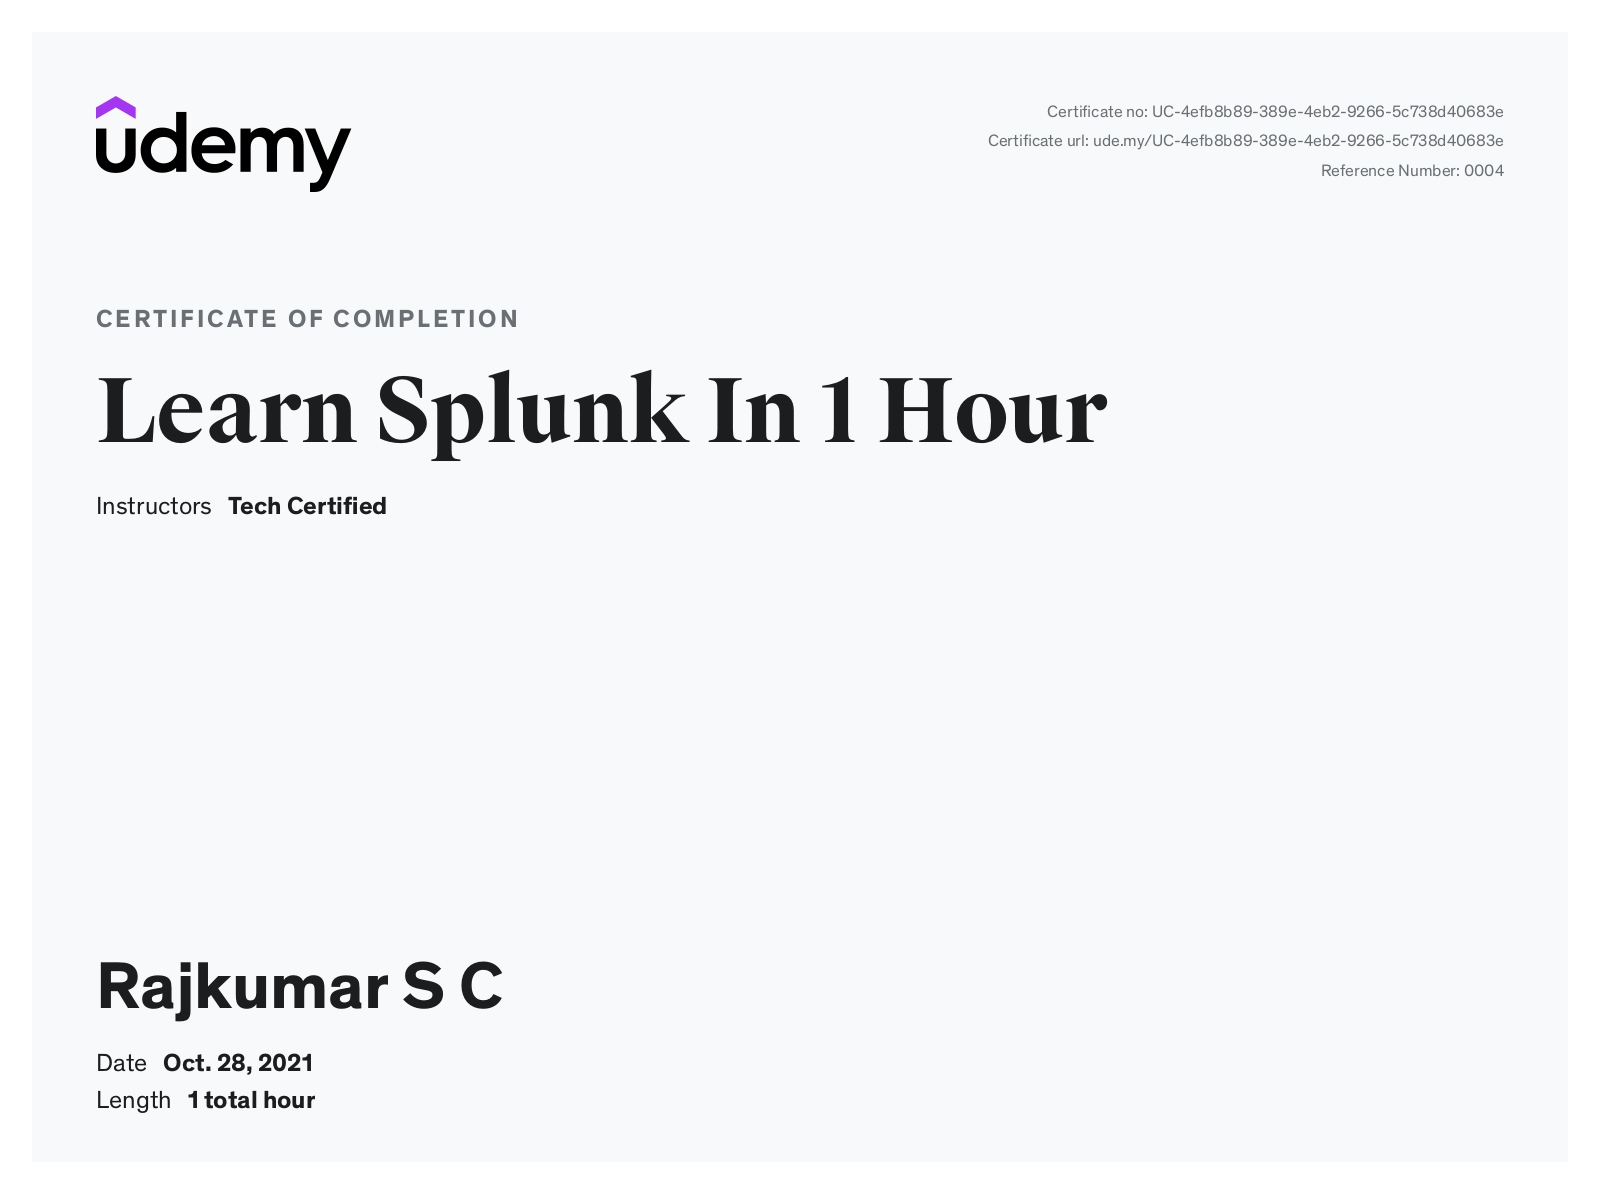 udemy
Certificate no: UC-4efb8b89-389e-4eb2-9266-5c738d40683e
Certificate url: ude.my/UC-4efb8b89-389e-4eb2-9266-5c738d40683e
Reference Number: 0004
CERTIFICATE OF COMPLETION
Learn Splunk In 1 Hour
Instructors Tech Certified
Rajkumar S C
Date Oct. 28, 2021
Length 1 total hour